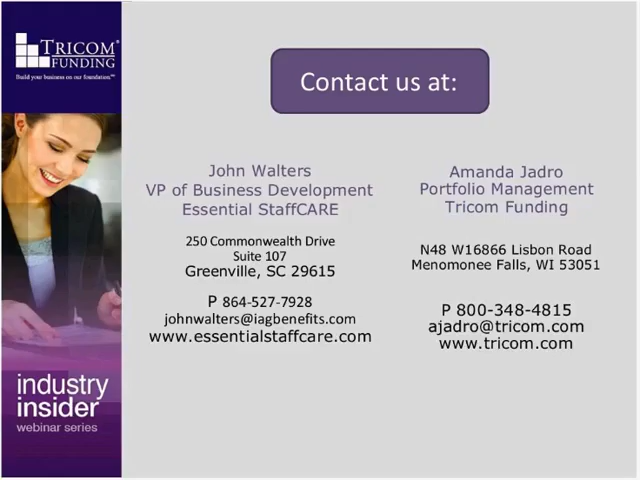 TRICOM®
FUNDING
Build your business on our foundation.℠
Contact us at:
John Walters
VP of Business Development
Essential StaffCARE
250 Commonwealth Drive
Suite 107
Greenville, SC 29615
P 864-527-7928
johnwalters@iagbenefits.com
www.essentialstaffcare.com
Amanda Jadro
Portfolio Management
Tricom Funding
N48 W16866 Lisbon Road
Menomonee Falls, WI 53051
P 800-348-4815
ajadro@tricom.com
www.tricom.com
industry
insider
webinar series